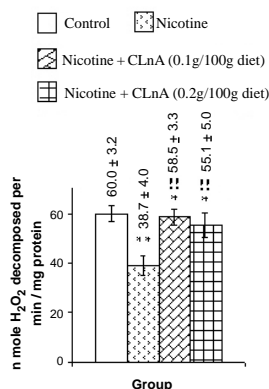 Control
Nicotine
Nicotine + CLnA (0.1g/100g diet)
Nicotine + CLnA (0.2g/100g diet)
60.0 ± 3.2
38.7 ± 4.0
58.5 ± 3.3
55.1 ± 5.0
n mole H₂O₂ decomposed per
min / mg protein
60
40
20
0
Group